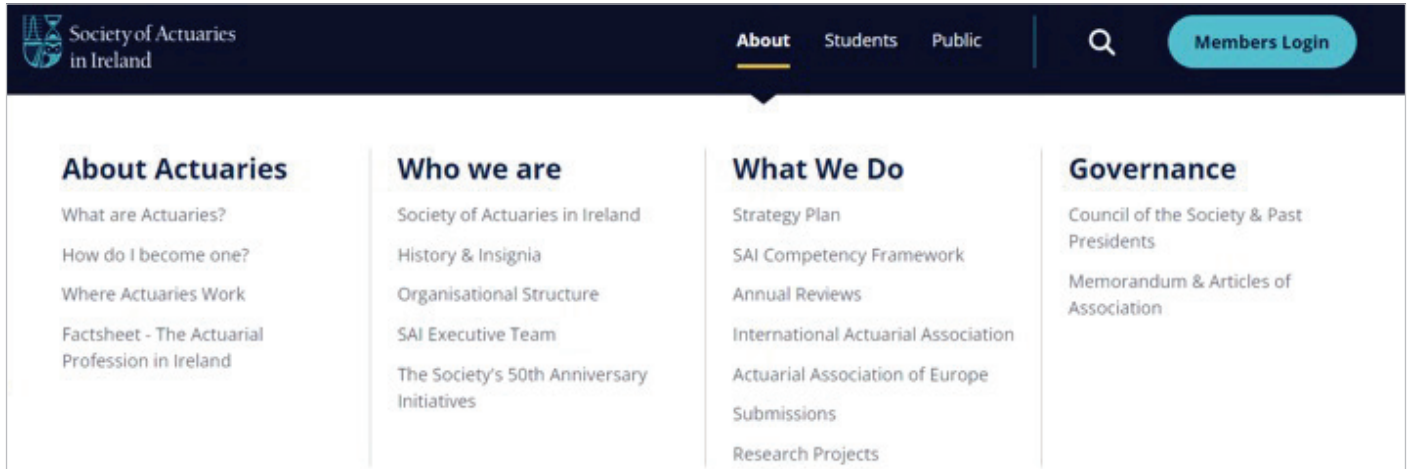 Society of Actuaries
in Ireland
About
Students
Public
Members Login
About Actuaries
What are Actuaries?
How do I become one?
Where Actuaries Work
Factsheet - The Actuarial
Profession in Ireland
Who we are
Society of Actuaries in Ireland
History & Insignia
Organisational Structure
SAI Executive Team
The Society's 50th Anniversary
Initiatives
What We Do
Strategy Plan
SAI Competency Framework
Annual Reviews
International Actuarial Association
Actuarial Association of Europe
Submissions
Research Projects
Governance
Council of the Society & Past
Presidents
Memorandum & Articles of
Association